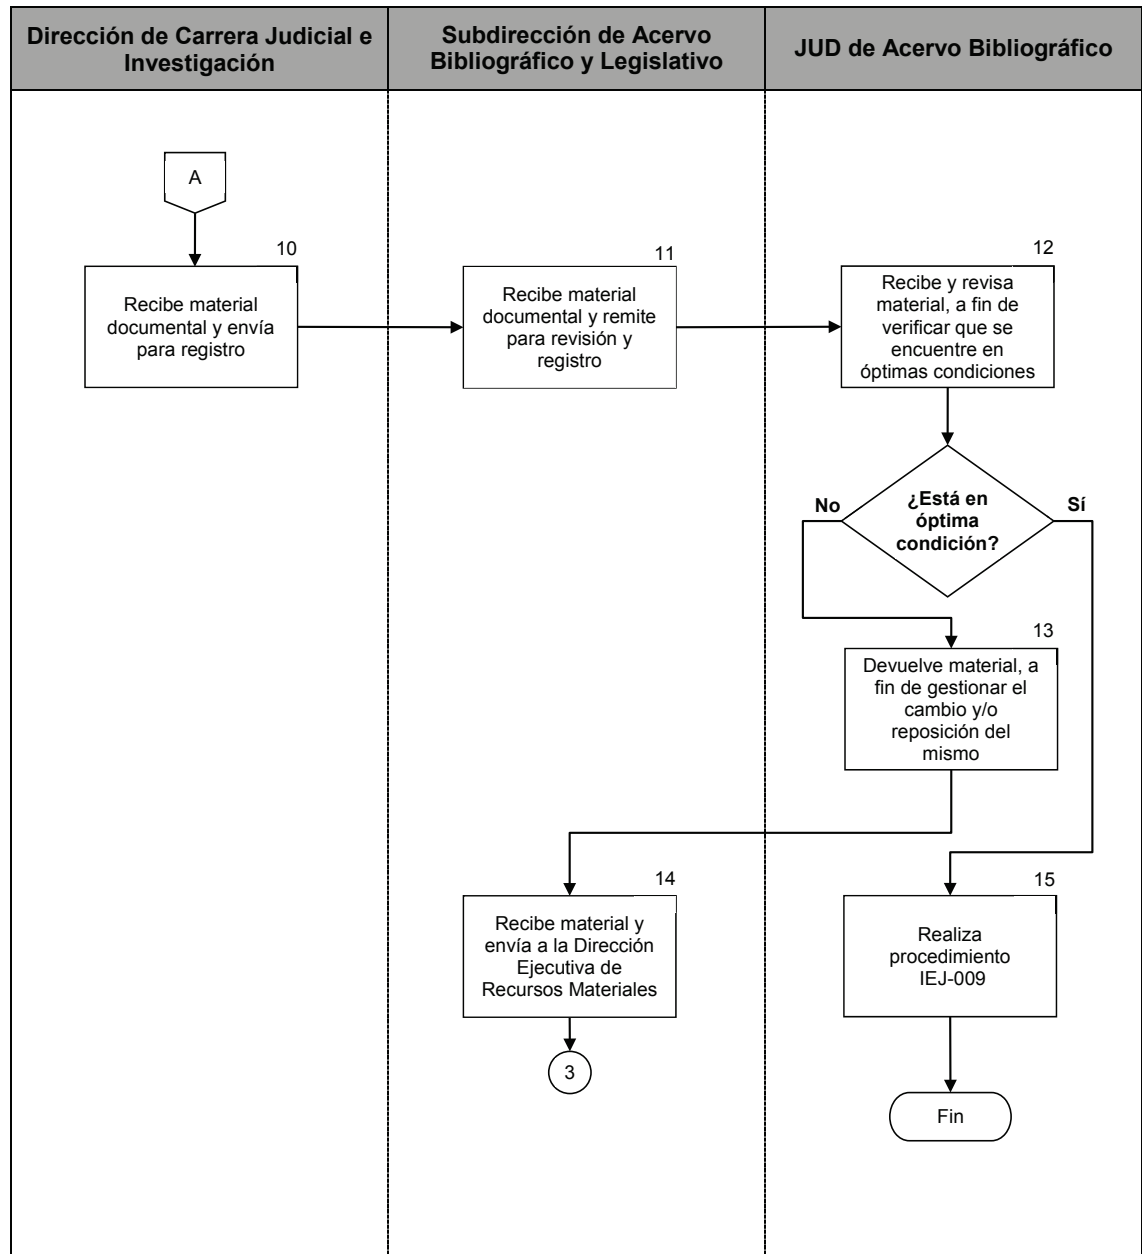 Dirección de Carrera Judicial e
Investigación
Subdirección de Acervo
Bibliográfico y Legislativo
JUD de Acervo Bibliográfico
A
10
Recibe material
documental y envía
para registro
11
Recibe material
documental y remite
para revisión y
registro
12
Recibe y revisa
material, a fin de
verificar que se
encuentre en
óptimas condiciones
No
¿Está en
óptima
condición?
Sí
13
Devuelve material, a
fin de gestionar el
cambio y/o
reposición del
mismo
14
Recibe material y
envía a la Dirección
Ejecutiva de
Recursos Materiales
3
15
Realiza
procedimiento
IEJ-009
Fin